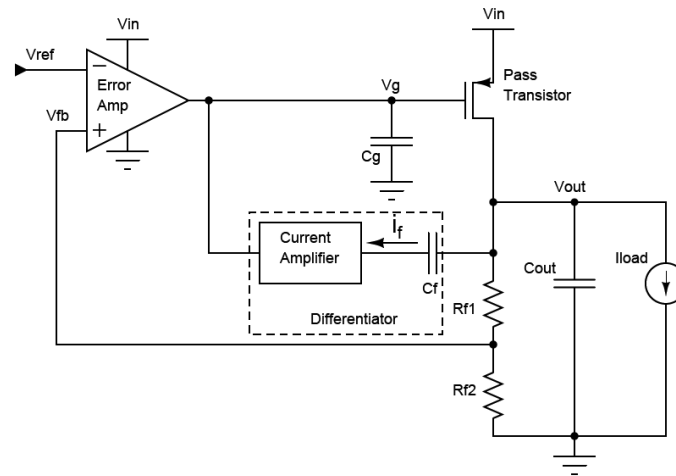 Vin
Vin
Vref
−
Error
Amp
Vg
Pass
Transistor
Vfb
+
Cg
Vout
if
Current
Amplifier
Cf
Cout
Iload
Rf1
Differentiator
Rf2